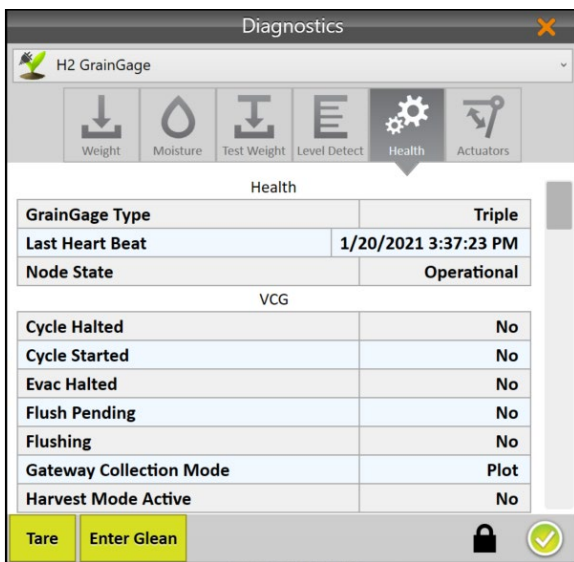 Diagnostics
H2 GrainGage
Weight Moisture Test Weight Level Detect Health Actuators
Health
GrainGage Type Triple
Last Heart Beat 1/20/2021 3:37:23 PM
Node State Operational
VCG
Cycle Halted No
Cycle Started No
Evac Halted No
Flush Pending No
Flushing No
Gateway Collection Mode Plot
Harvest Mode Active No
Tare Enter Glean